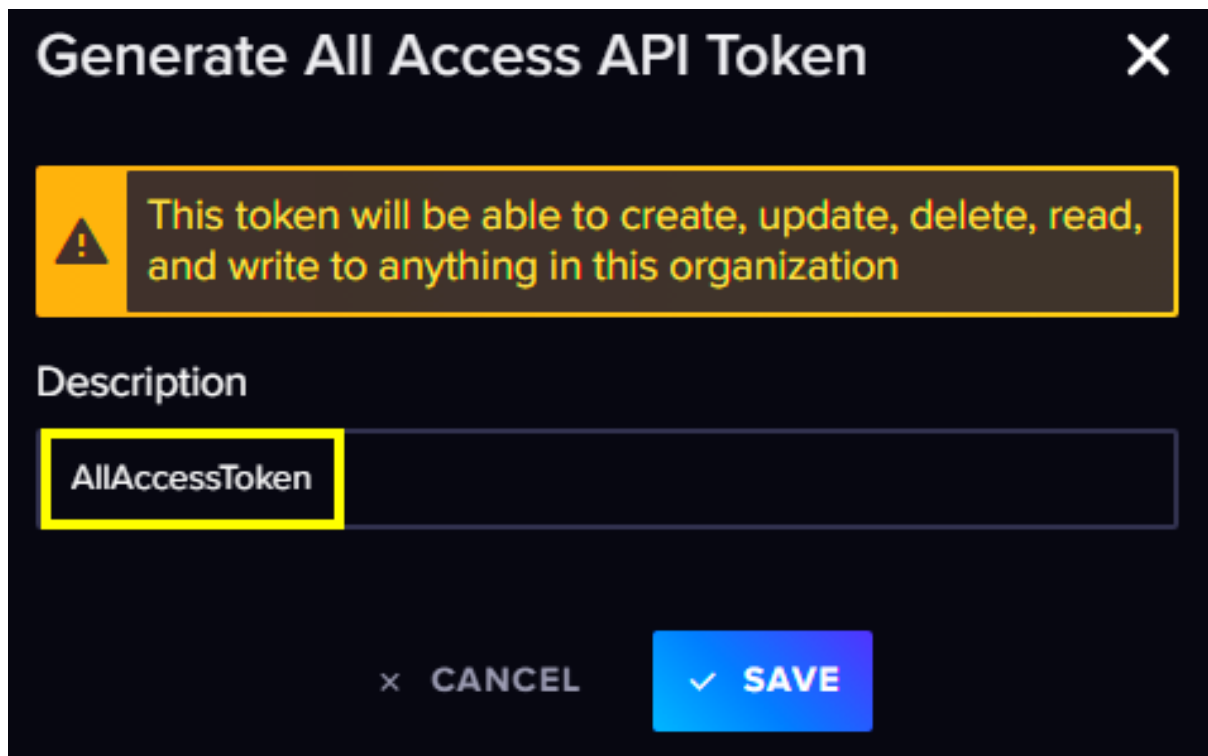 Generate All Access API Token
This token will be able to create, update, delete, read,
and write to anything in this organization
Description
AllAccessToken
CANCEL
SAVE